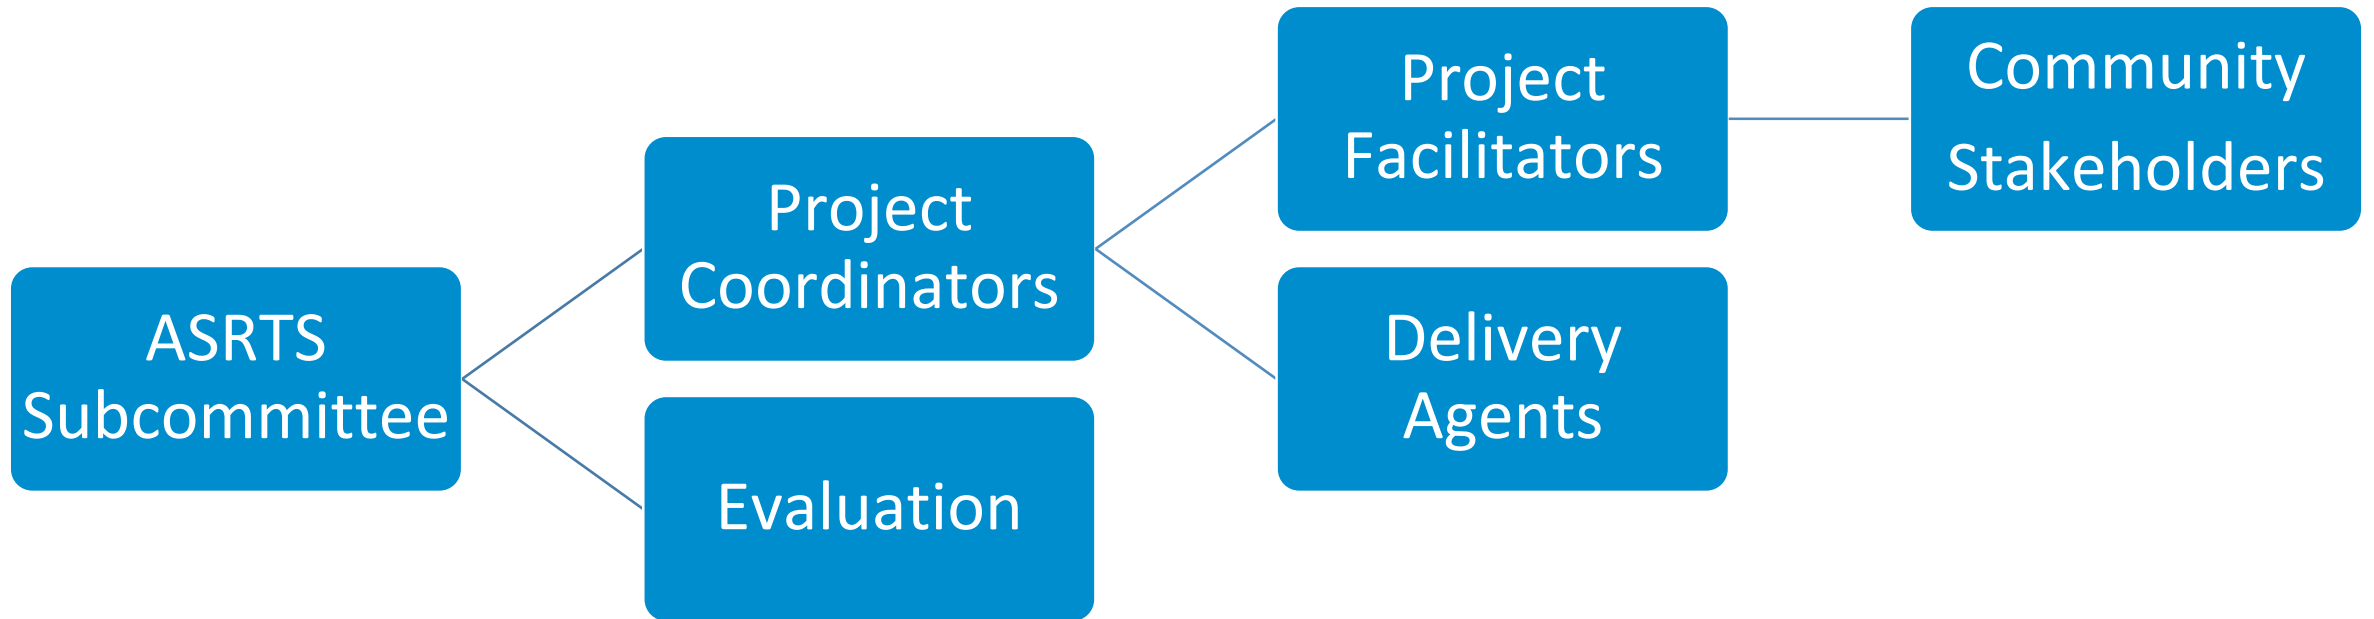 ASRTS
Subcommittee
Project
Coordinators
Evaluation
Project
Facilitators
Delivery
Agents
Community
Stakeholders